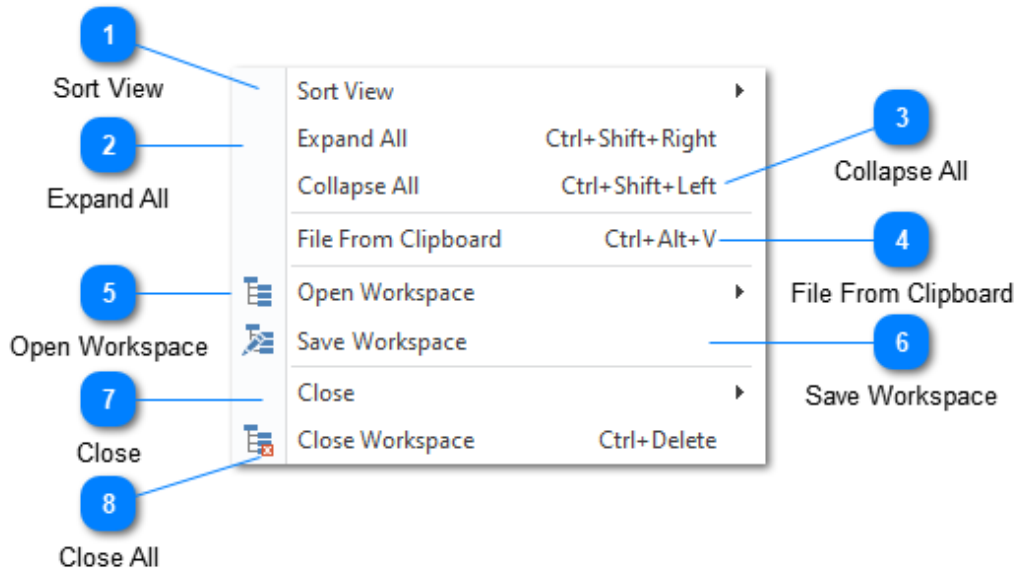 1
Sort View
2
Expand All
Sort View
Expand All Ctrl+Shift+Right
Collapse All Ctrl+Shift+Left
File From Clipboard Ctrl+Alt+V
Open Workspace
Save Workspace
Close
Close Workspace Ctrl+Delete
3
Collapse All
4
File From Clipboard
5
Open Workspace
6
Save Workspace
7
Close
8
Close All